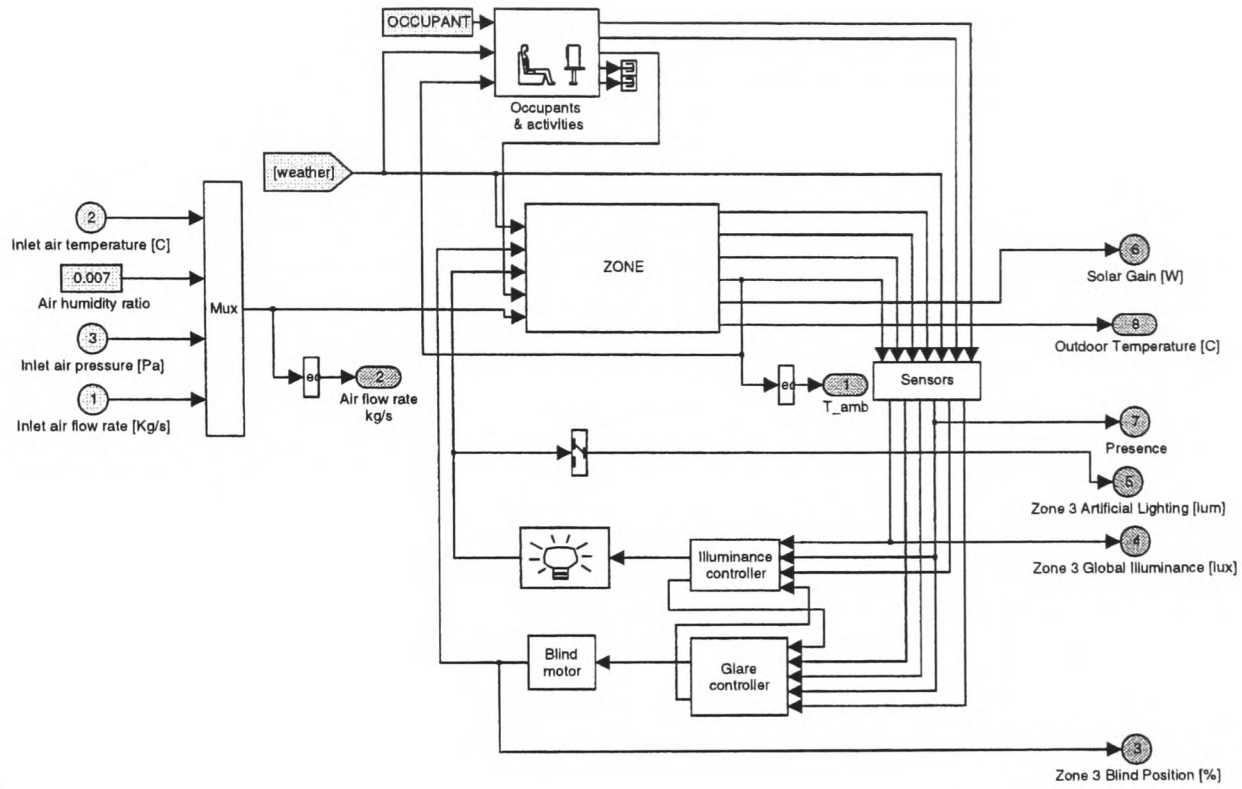 OCCUPANT
Occupants
& activities
[weather]
2
Inlet air temperature [C]
0.007
Air humidity ratio
3
Inlet air pressure [Pa]
1
Inlet air flow rate [Kg/s]
Mux
2
Air flow rate
kg/s
ZONE
1
T_amb
Sensors
6
Solar Gain [W]
8
Outdoor Temperature [C]
7
Presence
5
Zone 3 Artificial Lighting [lum]
4
Zone 3 Global Illuminance [lux]
Illuminance
controller
Blind
motor
Glare
controller
3
Zone 3 Blind Position [%]